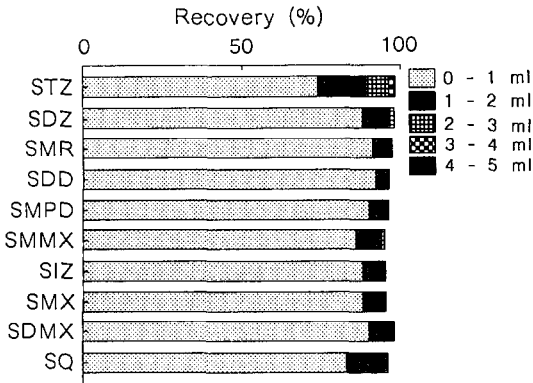 Recovery (%)
0 50 100
STZ
SDZ
SMR
SDD
SMPD
SMMX
SIZ
SMX
SDMX
SQ
0 - 1 ml
1 - 2 ml
2 - 3 ml
3 - 4 ml
4 - 5 ml